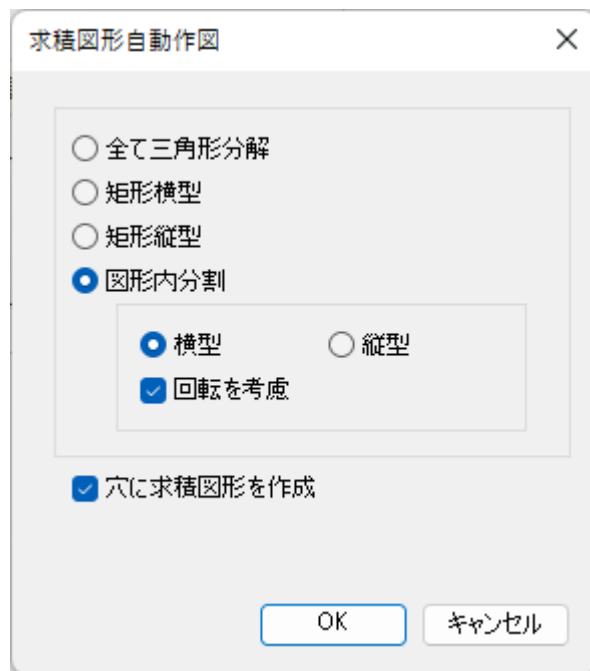 求積図形自動作図
全て三角形分解
矩形横型
矩形縦型
図形内分割
横型 縦型
回転を考慮
穴に求積図形を作成
OK キャンセル